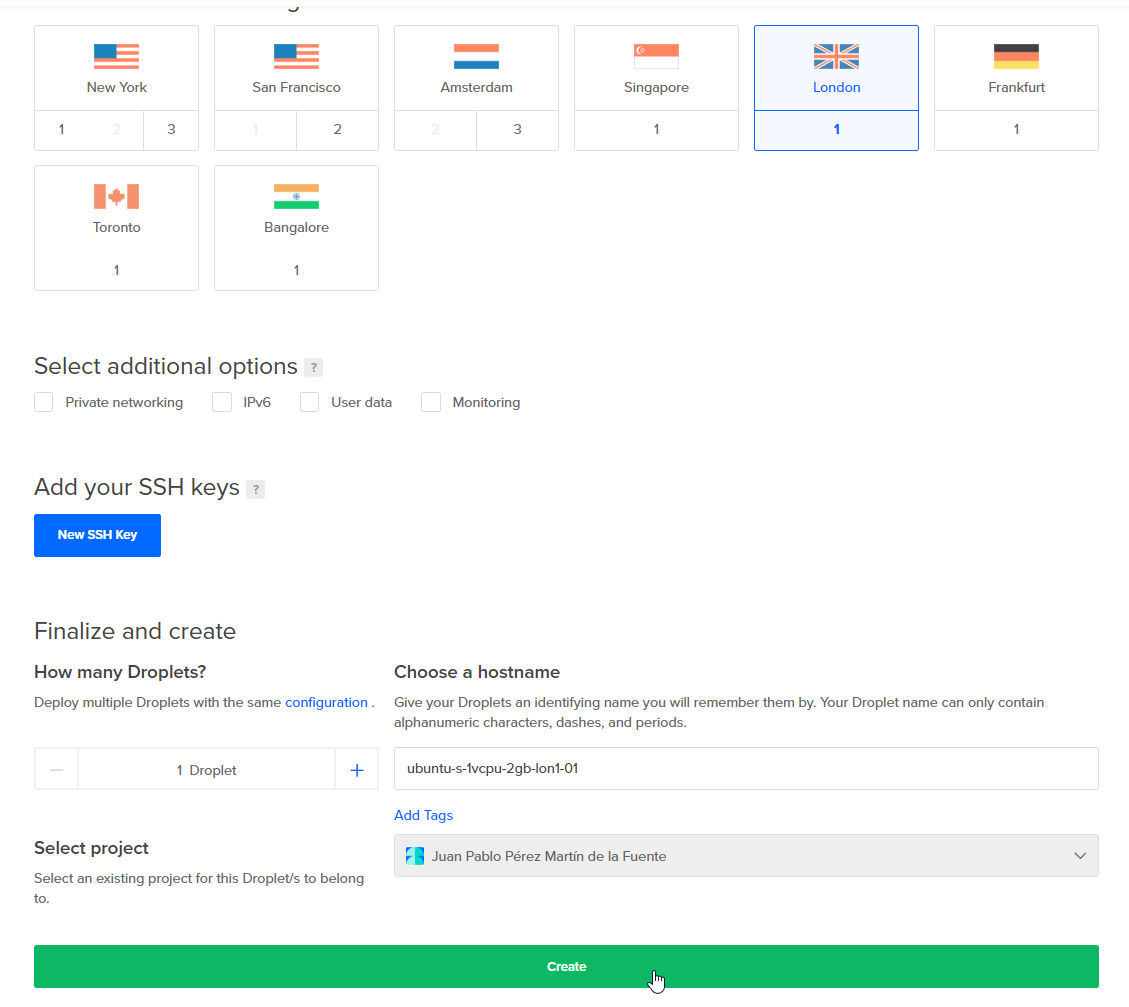 New York
San Francisco
Amsterdam
Singapore
London
Frankfurt
1 2 3
1 2
2 3
1
1
1
Toronto
Bangalore
1
1
Select additional options ?
Private networking
IPv6
User data
Monitoring
Add your SSH keys ?
New SSH Key
Finalize and create
How many Droplets?
Deploy multiple Droplets with the same configuration .
1 Droplet
Choose a hostname
Give your Droplets an identifying name you will remember them by. Your Droplet name can only contain
alphanumeric characters, dashes, and periods.
ubuntu-s-1vcpu-2gb-lon1-01
Add Tags
Select project
Select an existing project for this Droplet/s to belong
to.
Juan Pablo Pérez Martín de la Fuente
Create